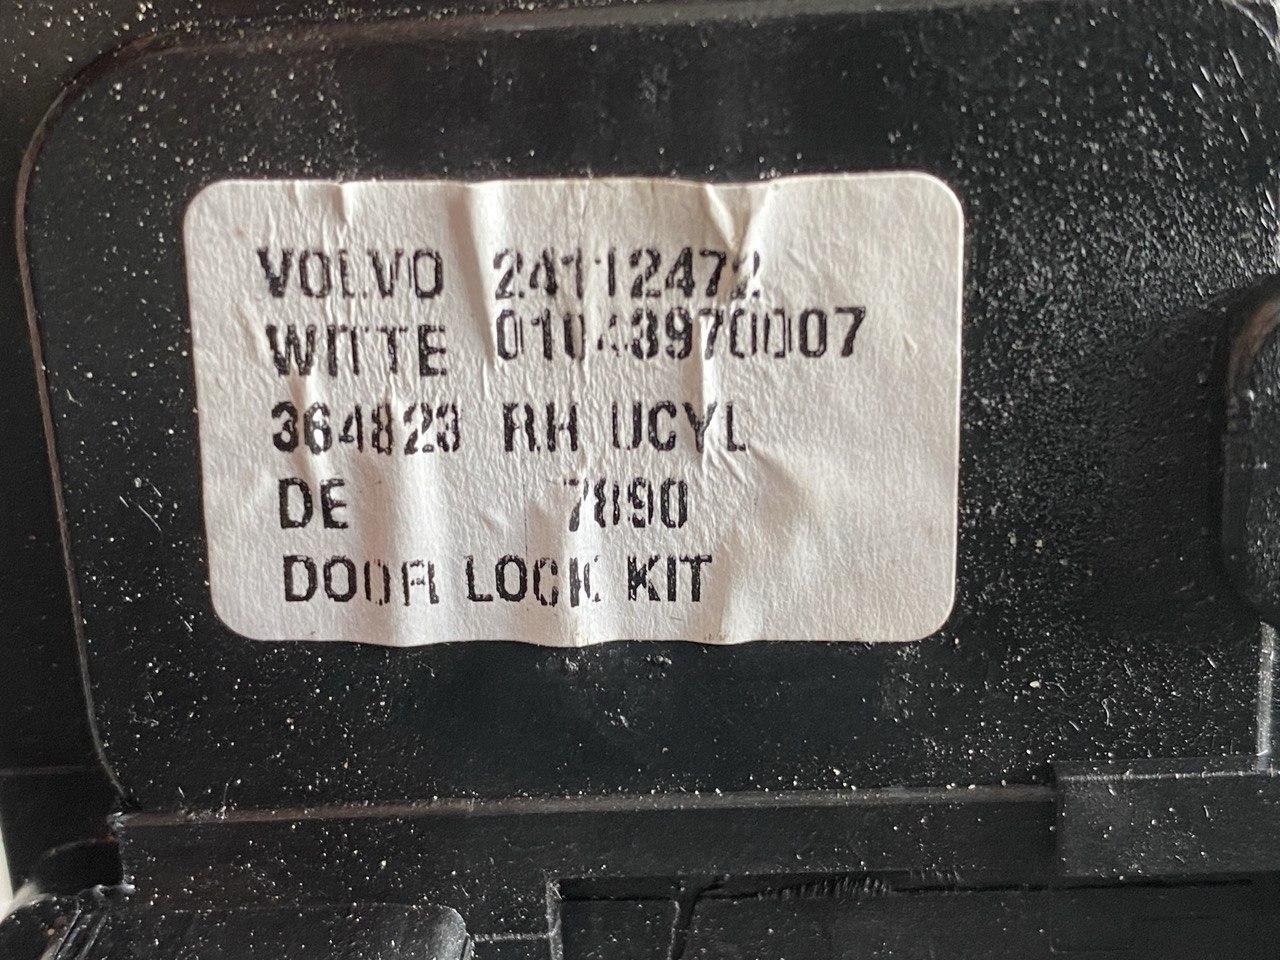 VOLVO 24112472
WITTE 01043970007
364823 RH UCYL
DE 7890
DOOR LOCK KIT